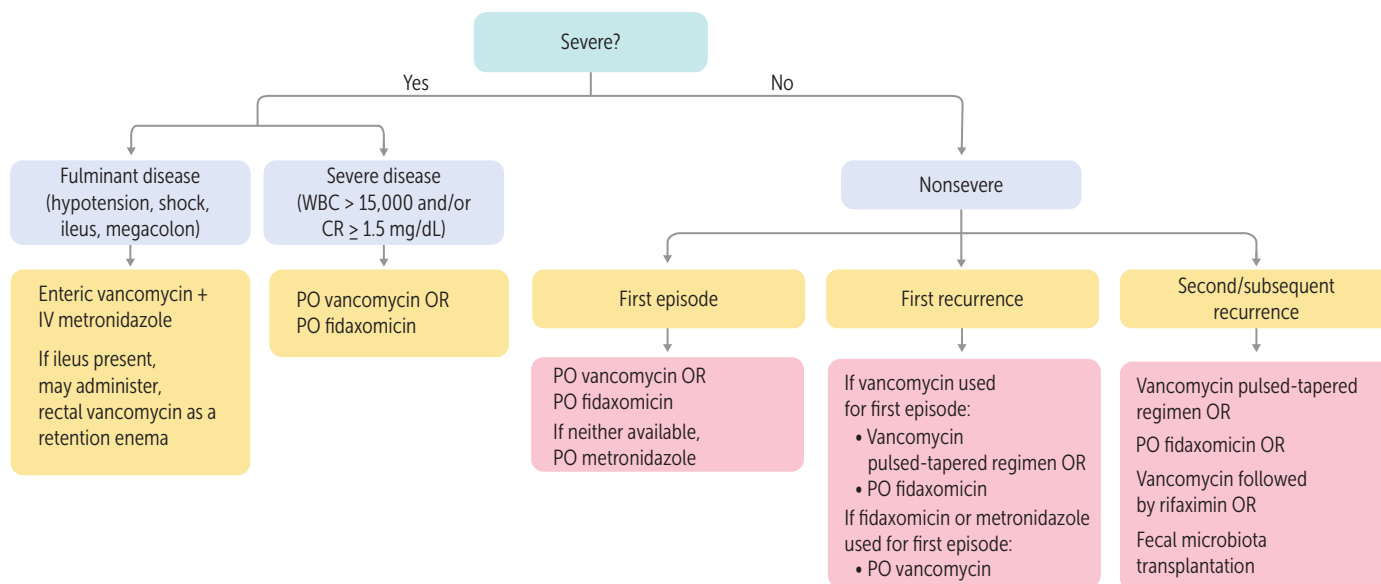 Severe?
Yes
No
Fulminant disease
(hypotension, shock,
ileus, megacolon)
Severe disease
(WBC > 15,000 and/or
CR ≥ 1.5 mg/dL)
Nonsevere
Enteric vancomycin +
IV metronidazole
If ileus present,
may administer,
rectal vancomycin as a
retention enema
PO vancomycin OR
PO fidaxomicin
First episode
First recurrence
Second/subsequent
recurrence
PO vancomycin OR
PO fidaxomicin
If neither available,
PO metronidazole
If vancomycin used
for first episode:
• Vancomycin
pulsed-tapered regimen OR
• PO fidaxomicin
If fidaxomicin or metronidazole
used for first episode:
• PO vancomycin
Vancomycin pulsed-tapered
regimen OR
PO fidaxomicin OR
Vancomycin followed
by rifaximin OR
Fecal microbiota
transplantation